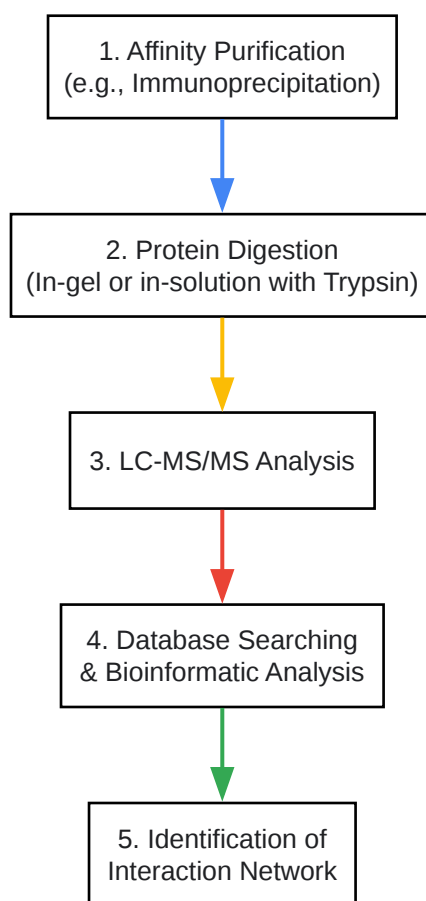 1. Affinity Purification
(e.g., Immunoprecipitation)
2. Protein Digestion
(In-gel or in-solution with Trypsin)
3. LC-MS/MS Analysis
4. Database Searching
& Bioinformatic Analysis
5. Identification of
Interaction Network